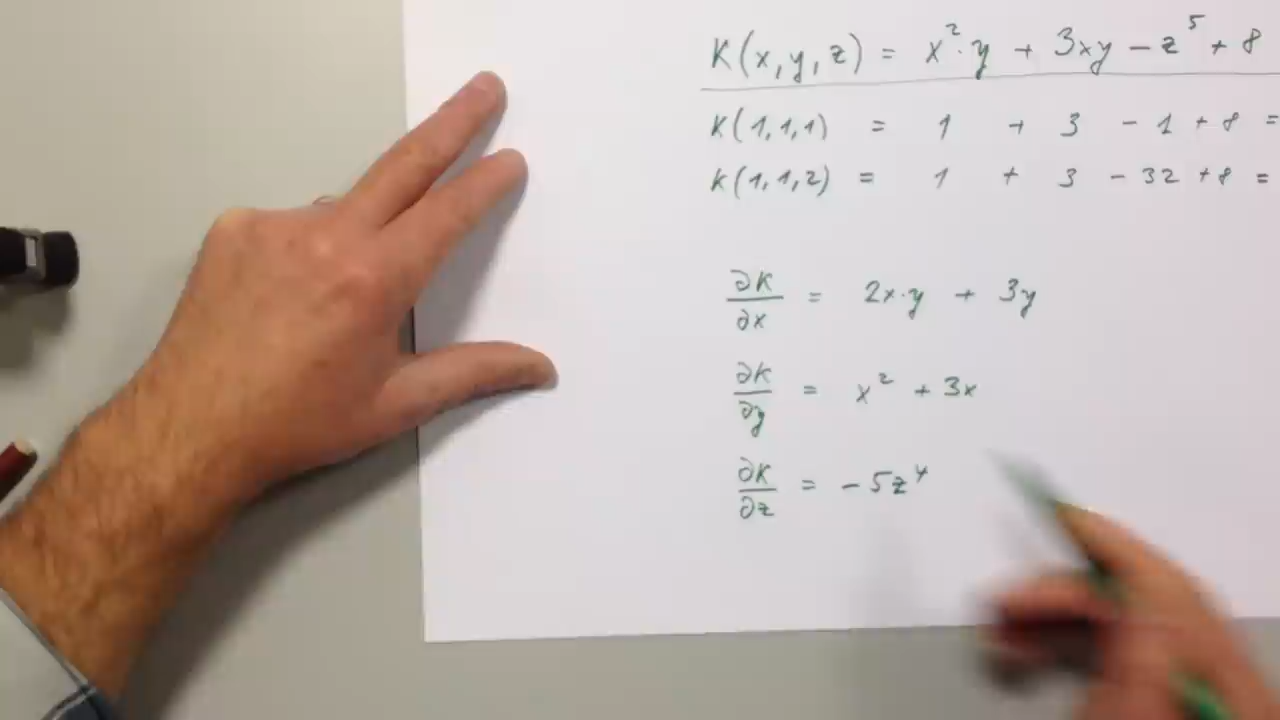 K(x,y,z) = x²·y + 3xy − z⁵ + 8
K(1,1,1) = 1 + 3 − 1 + 8 =
K(1,1,2) = 1 + 3 − 32 + 8 =
∂K/∂x = 2x·y + 3y
∂K/∂y = x² + 3x
∂K/∂z = −5z⁴